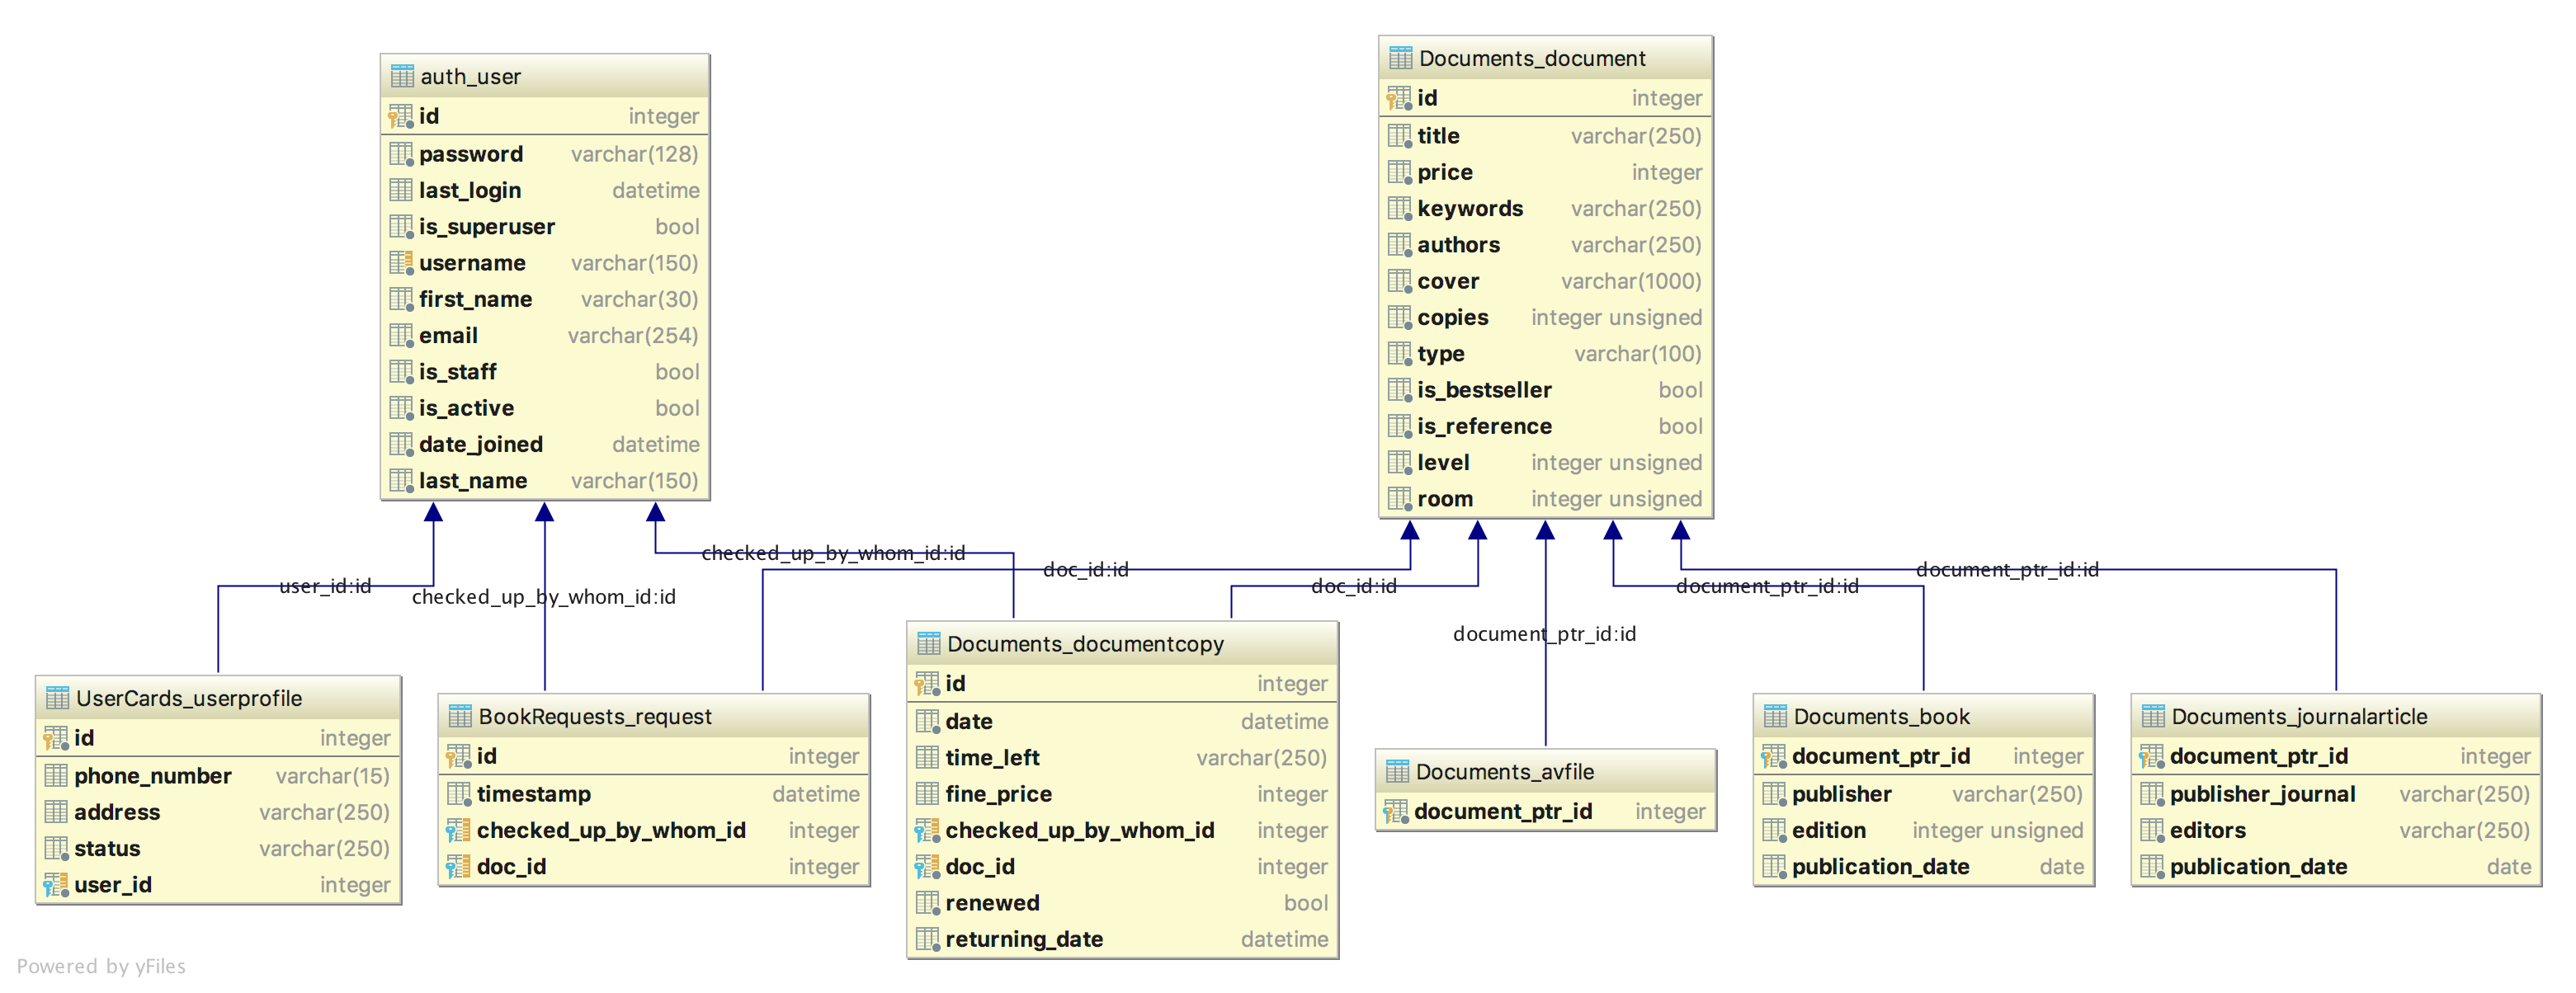 auth_user
id integer
password varchar(128)
last_login datetime
is_superuser bool
username varchar(150)
first_name varchar(30)
email varchar(254)
is_staff bool
is_active bool
date_joined datetime
last_name varchar(150)
Documents_document
id integer
title varchar(250)
price integer
keywords varchar(250)
authors varchar(250)
cover varchar(1000)
copies integer unsigned
type varchar(100)
is_bestseller bool
is_reference bool
level integer unsigned
room integer unsigned
user_id:id
checked_up_by_whom_id:id
checked_up_by_whom_id:id
doc_id:id
doc_id:id
document_ptr_id:id
document_ptr_id:id
document_ptr_id:id
UserCards_userprofile
id integer
phone_number varchar(15)
address varchar(250)
status varchar(250)
user_id integer
BookRequests_request
id integer
timestamp datetime
checked_up_by_whom_id integer
doc_id integer
Documents_documentcopy
id integer
date datetime
time_left varchar(250)
fine_price integer
checked_up_by_whom_id integer
doc_id integer
renewed bool
returning_date datetime
Documents_avfile
document_ptr_id integer
Documents_book
document_ptr_id integer
publisher varchar(250)
edition integer unsigned
publication_date date
Documents_journalarticle
document_ptr_id integer
publisher_journal varchar(250)
editors varchar(250)
publication_date date
Powered by yFiles